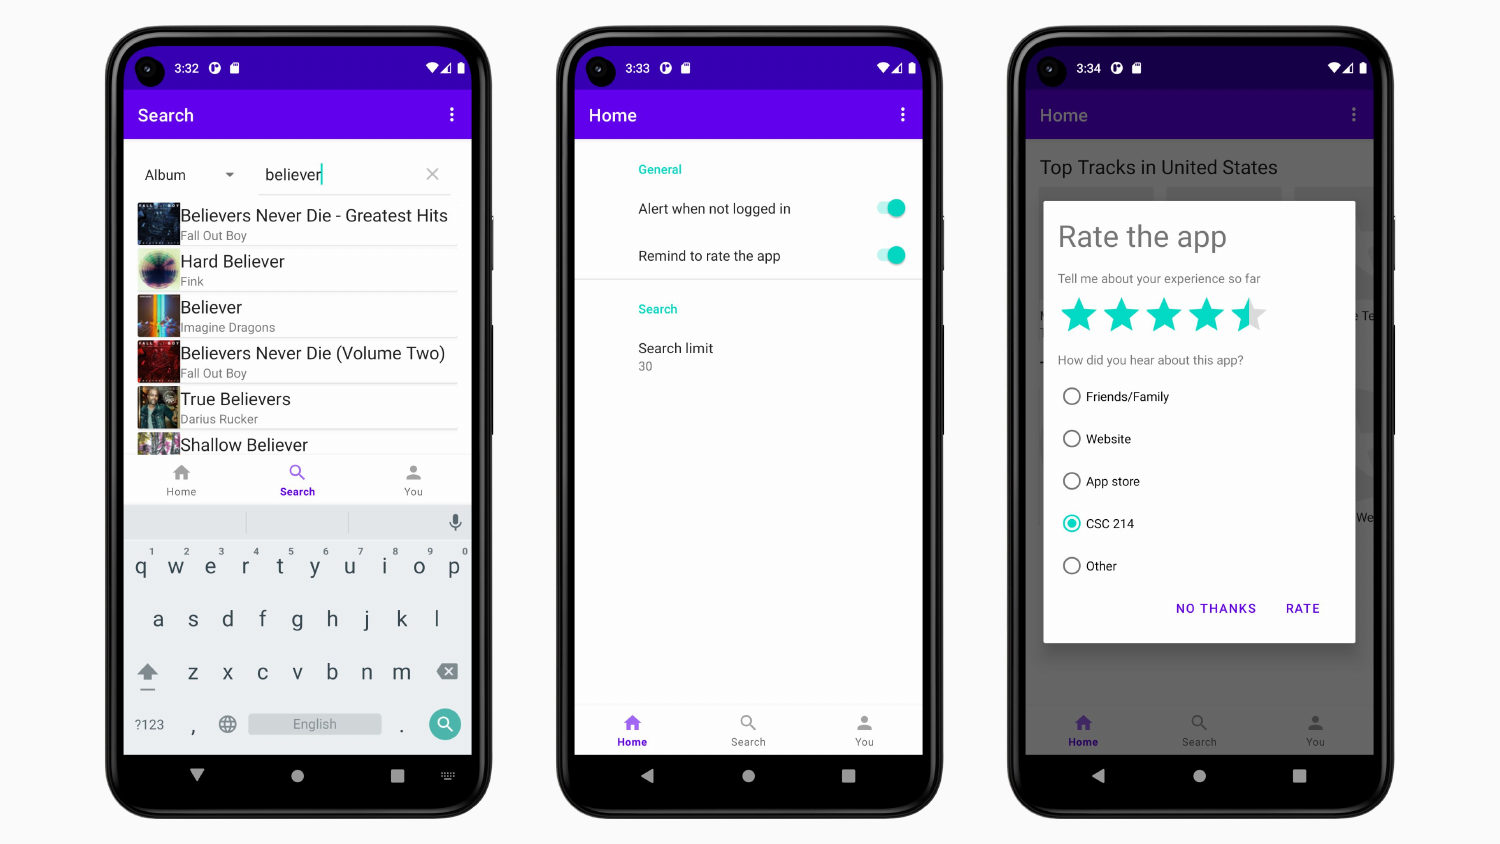 3:32
Search
Album
believer
Believers Never Die - Greatest Hits
Fall Out Boy
Hard Believer
Fink
Believer
Imagine Dragons
Believers Never Die (Volume Two)
Fall Out Boy
True Believers
Darius Rucker
Shallow Believer
Home Search You
1 2 3 4 5 6 7 8 9 0
q w e r t y u i o p
a s d f g h j k l
z x c v b n m
?123 , English .
3:33
Home
General
Alert when not logged in
Remind to rate the app
Search
Search limit
30
Home Search You
3:34
Home
Top Tracks in United States
Rate the app
Tell me about your experience so far
How did you hear about this app?
Friends/Family
Website
App store
CSC 214
Other
NO THANKS RATE
Home Search You